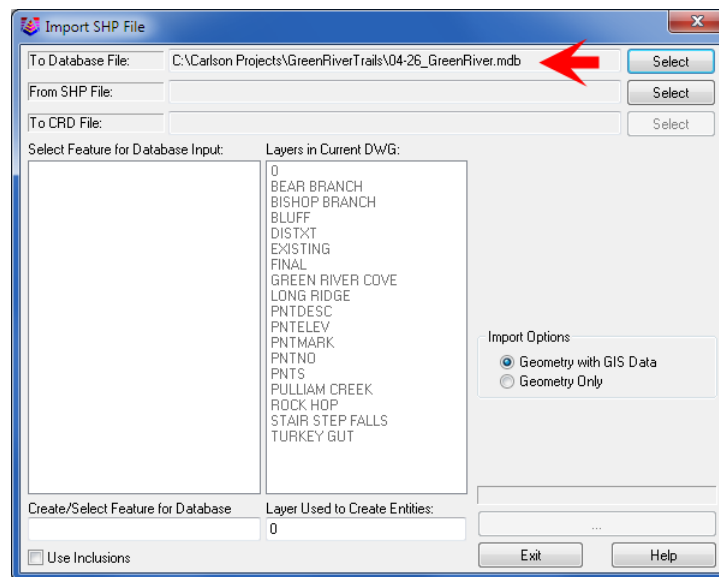 Import SHP File
To Database File: C:\Carlson Projects\GreenRiverTrails\04-26_GreenRiver.mdb Select
From SHP File: Select
To CRD File: Select
Select Feature for Database Input: Layers in Current DWG:
0
BEAR BRANCH
BISHOP BRANCH
BLUFF
DISTXT
EXISTING
FINAL
GREEN RIVER COVE
LONG RIDGE
PNTDESC
PNTELEV
PNTMARK
PNTNO
PNTS
PULLIAM CREEK
ROCK HOP
STAIR STEP FALLS
TURKEY GUT
Import Options
Geometry with GIS Data
Geometry Only
Create/Select Feature for Database Layer Used to Create Entities:
0 ...
Use Inclusions Exit Help